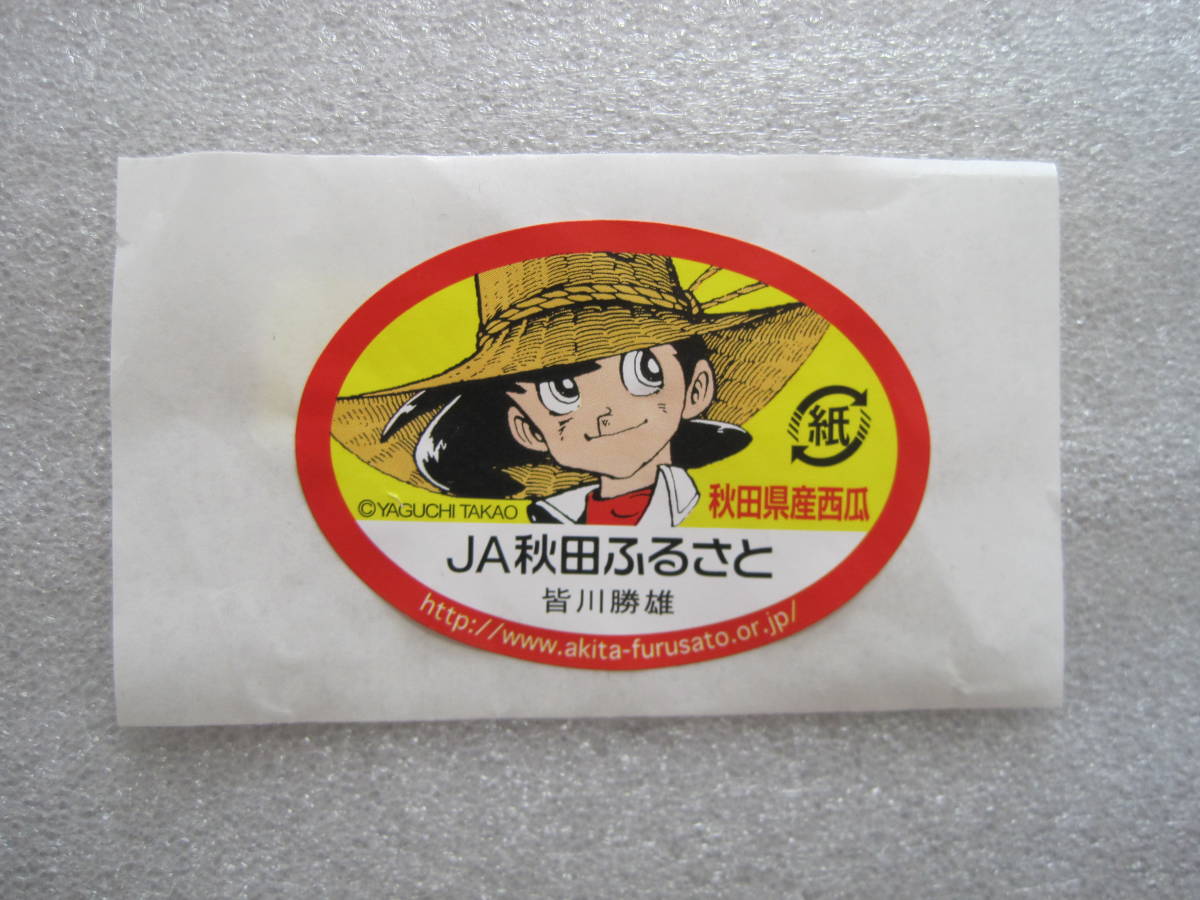 紙
©YAGUCHI TAKAO
秋田県産西瓜
JA秋田ふるさと
皆川勝雄
http://www.akita-furusato.or.jp/